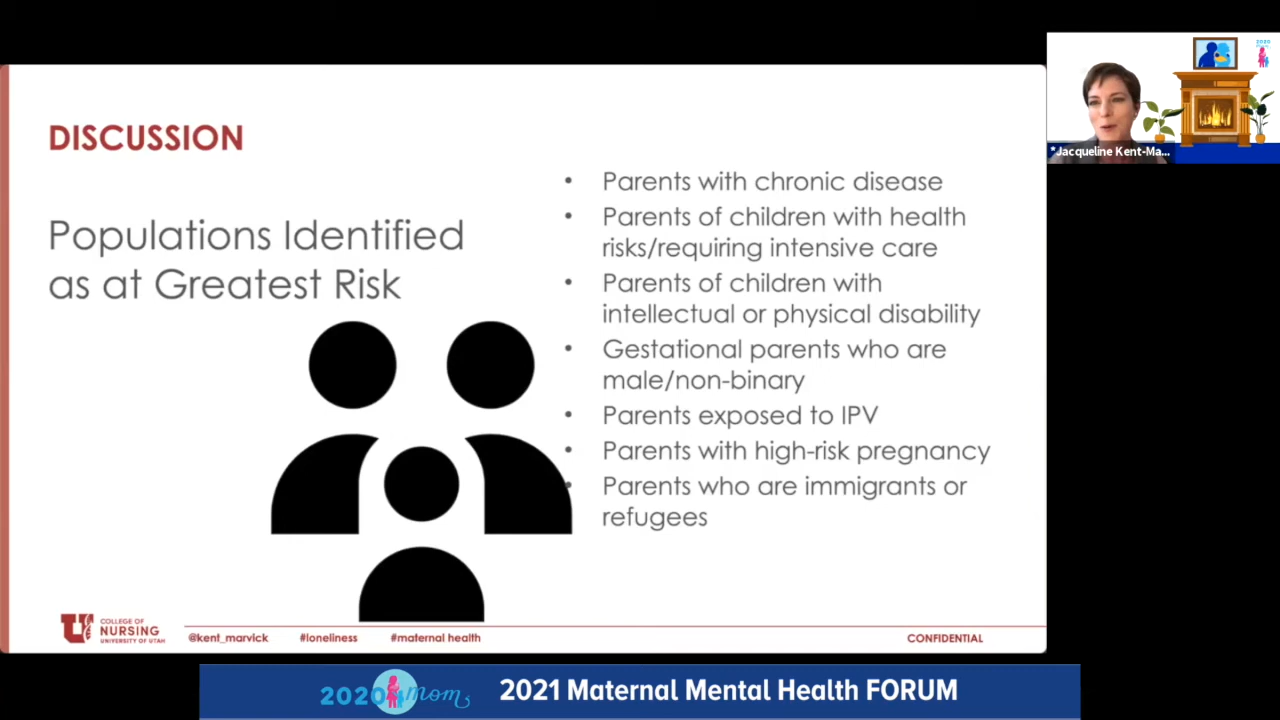 DISCUSSION
Populations Identified
as at Greatest Risk
• Parents with chronic disease
• Parents of children with health
risks/requiring intensive care
• Parents of children with
intellectual or physical disability
• Gestational parents who are
male/non-binary
• Parents exposed to IPV
• Parents with high-risk pregnancy
• Parents who are immigrants or
refugees
U
COLLEGE OF
NURSING
UNIVERSITY OF UTAH
@kent_marvick
#loneliness
#maternal health
CONFIDENTIAL
2020
*Jacqueline Kent-Ma...
2020 mom
2021 Maternal Mental Health FORUM